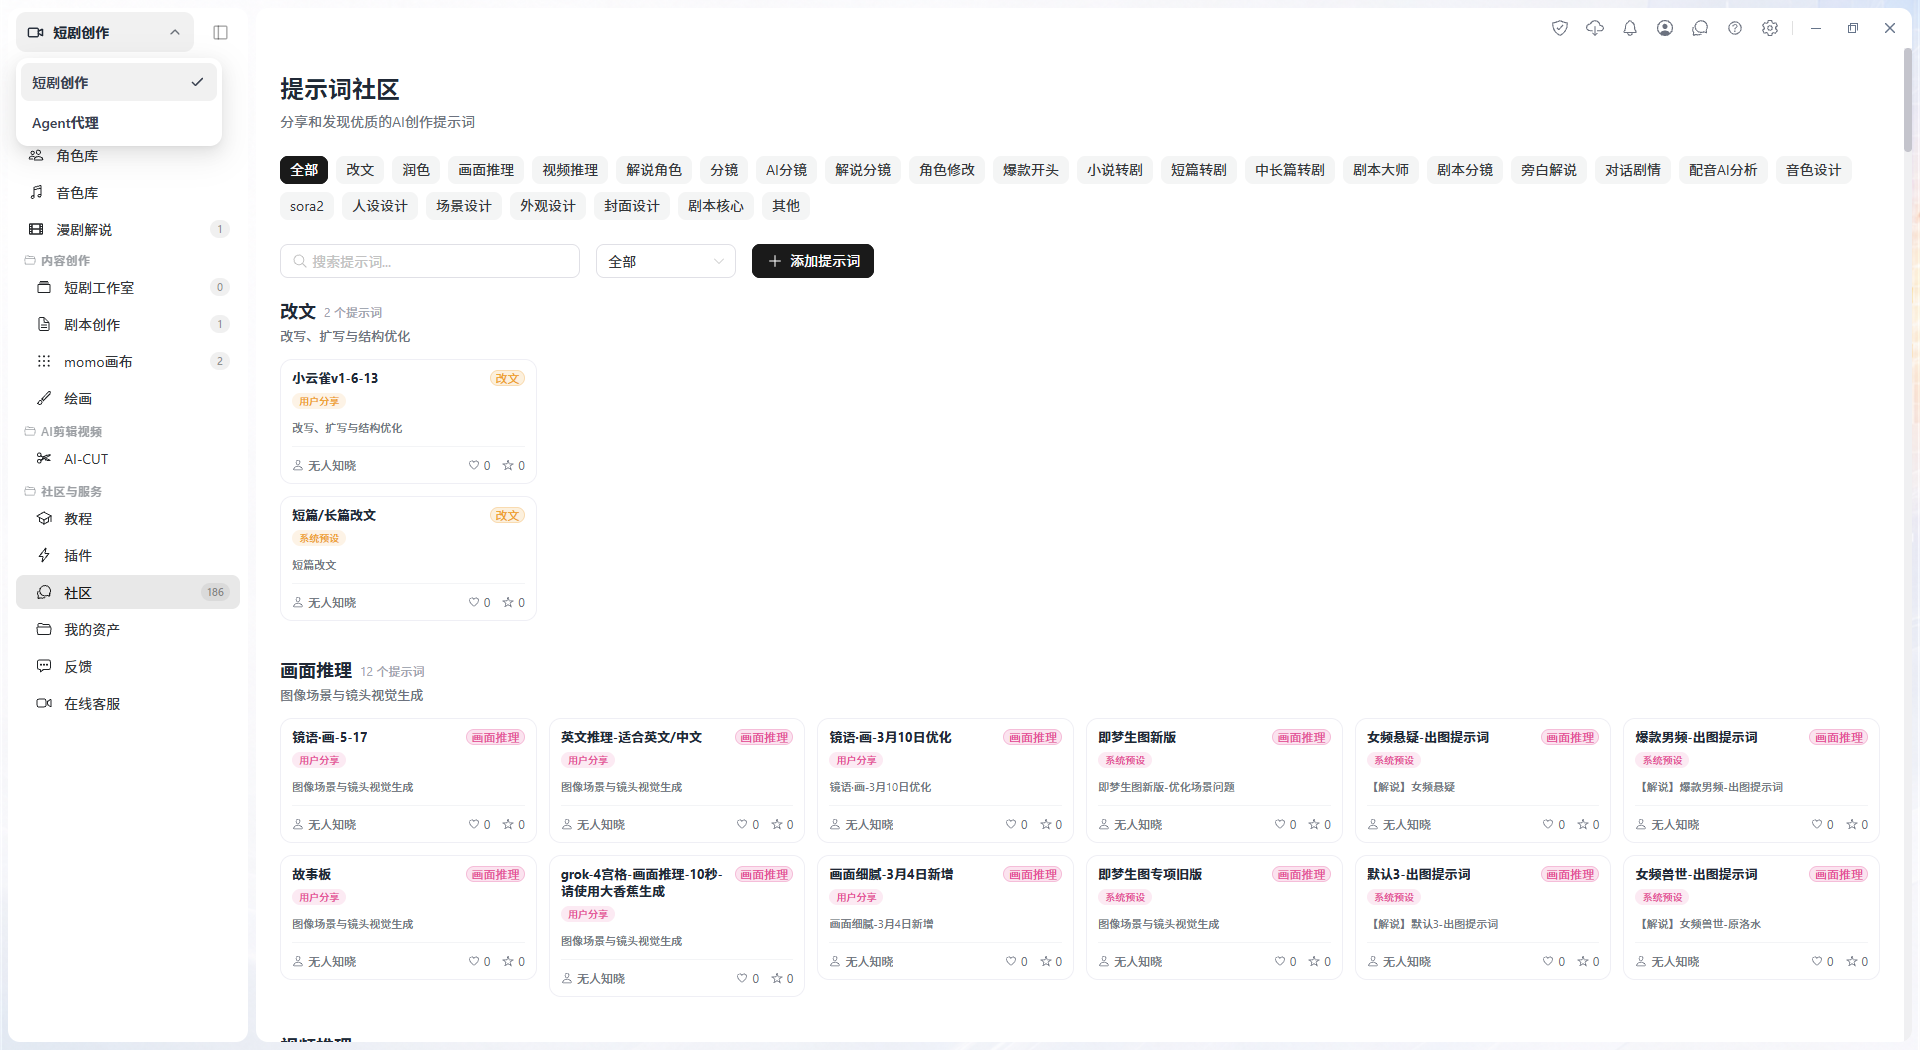 短剧创作
短剧创作
Agent代理
角色库
音色库
漫剧解说 1
内容创作
短剧工作室 0
剧本创作 1
momo画布 2
绘画
AI剪辑视频
AI-CUT
社区与服务
教程
插件
社区 186
我的资产
反馈
在线客服
提示词社区
分享和发现优质的AI创作提示词
全部 改文 润色 画面推理 视频推理 解说角色 分镜 AI分镜 解说分镜 角色修改 爆款开头 小说转剧 短篇转剧 中长篇转剧 剧本大师 剧本分镜 旁白解说 对话剧情 配音AI分析 音色设计
sora2 人设设计 场景设计 外观设计 封面设计 剧本核心 其他
搜索提示词... 全部 添加提示词
改文 2 个提示词
改写、扩写与结构优化
小云雀v1-6-13 改文
用户分享
改写、扩写与结构优化
无人知晓 0 0
短篇/长篇改文 改文
系统预设
短篇改文
无人知晓 0 0
画面推理 12 个提示词
图像场景与镜头视觉生成
镜语·画-5-17 画面推理
用户分享
图像场景与镜头视觉生成
无人知晓 0 0
英文推理-适合英文/中文 画面推理
用户分享
图像场景与镜头视觉生成
无人知晓 0 0
镜语·画-3月10日优化 画面推理
用户分享
镜语·画-3月10日优化
无人知晓 0 0
即梦生图新版 画面推理
系统预设
即梦生图新版-优化场景问题
无人知晓 0 0
女频悬疑-出图提示词 画面推理
系统预设
【解说】女频悬疑
无人知晓 0 0
爆款男频-出图提示词 画面推理
系统预设
【解说】爆款男频-出图提示词
无人知晓 0 0
故事板 画面推理
用户分享
图像场景与镜头视觉生成
无人知晓 0 0
grok-4宫格-画面推理-10秒- 画面推理
请使用大香蕉生成
用户分享
图像场景与镜头视觉生成
无人知晓 0 0
画面细腻-3月4日新增 画面推理
用户分享
画面细腻-3月4日新增
无人知晓 0 0
即梦生图专项旧版 画面推理
系统预设
图像场景与镜头视觉生成
无人知晓 0 0
默认3-出图提示词 画面推理
系统预设
【解说】默认3-出图提示词
无人知晓 0 0
女频兽世-出图提示词 画面推理
系统预设
【解说】女频兽世-原洛水
无人知晓 0 0